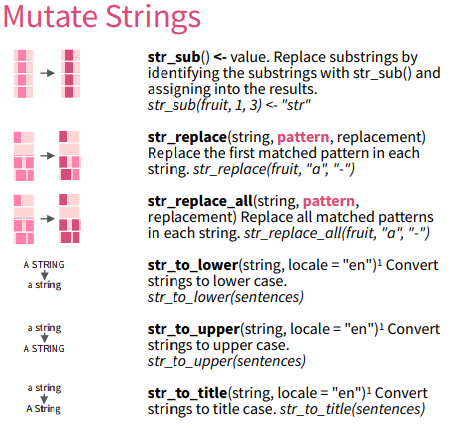 Mutate Strings
str_sub() <- value. Replace substrings by
identifying the substrings with str_sub() and
assigning into the results.
str_sub(fruit, 1, 3) <- "str"
str_replace(string, pattern, replacement)
Replace the first matched pattern in each
string. str_replace(fruit, "a", "-")
str_replace_all(string, pattern,
replacement) Replace all matched patterns
in each string. str_replace_all(fruit, "a", "-")
A STRING
a string
str_to_lower(string, locale = "en")¹ Convert
strings to lower case.
str_to_lower(sentences)
a string
A STRING
str_to_upper(string, locale = "en")¹ Convert
strings to upper case.
str_to_upper(sentences)
a string
A String
str_to_title(string, locale = "en")¹ Convert
strings to title case. str_to_title(sentences)